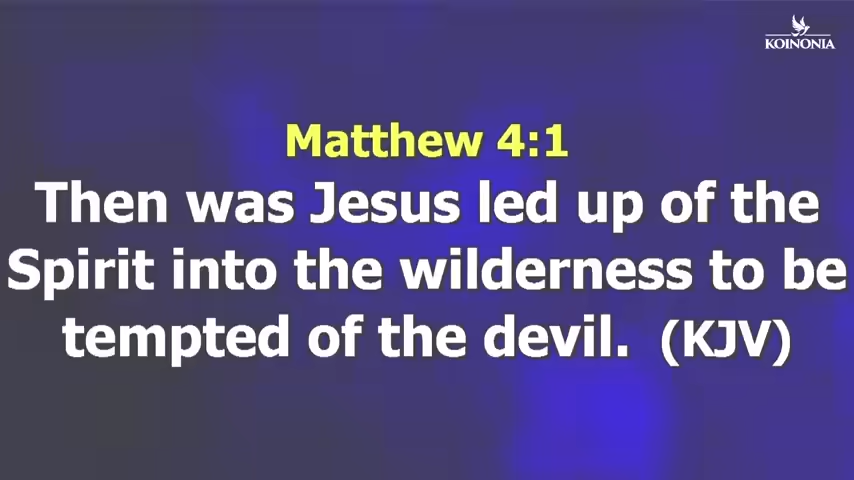 KOINONIA
Matthew 4:1
Then was Jesus led up of the
Spirit into the wilderness to be
tempted of the devil. (KJV)